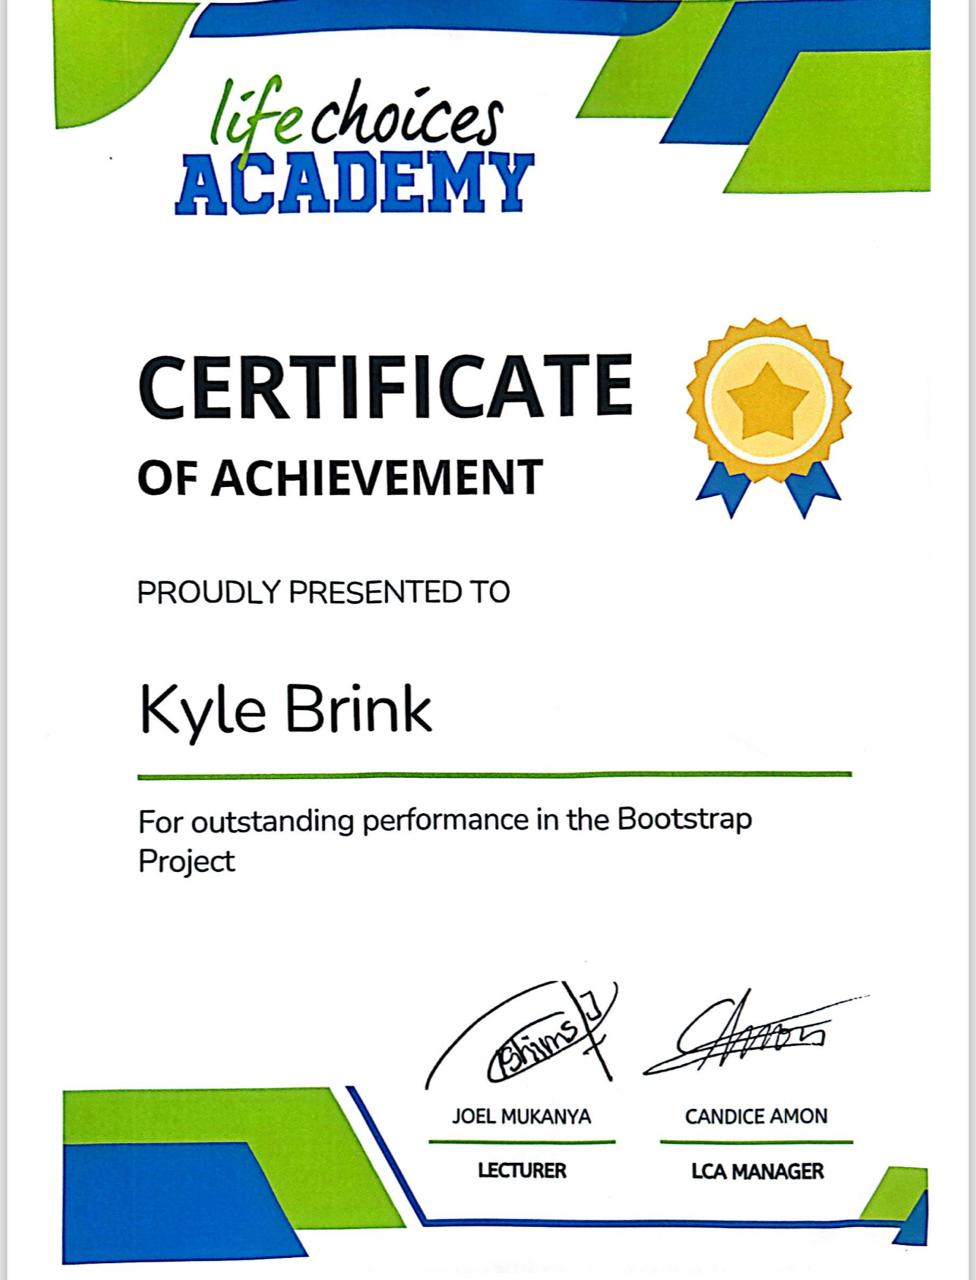 life choices
ACADEMY
CERTIFICATE
OF ACHIEVEMENT
PROUDLY PRESENTED TO
Kyle Brink
For outstanding performance in the Bootstrap
Project
Amon
JOEL MUKANYA
CANDICE AMON
LECTURER
LCA MANAGER